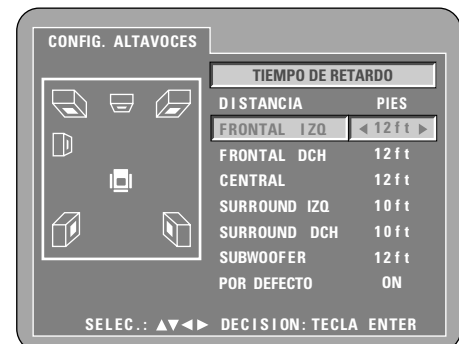 CONFIG. ALTAVOCES
TIEMPO DE RETARDO
DISTANCIA PIES
FRONTAL IZQ ◀ 12ft ▶
FRONTAL DCH 12ft
CENTRAL 12ft
SURROUND IZQ 10ft
SURROUND DCH 10ft
SUBWOOFER 12ft
POR DEFECTO ON
SELEC.: ▲▼◀▶ DECISION: TECLA ENTER